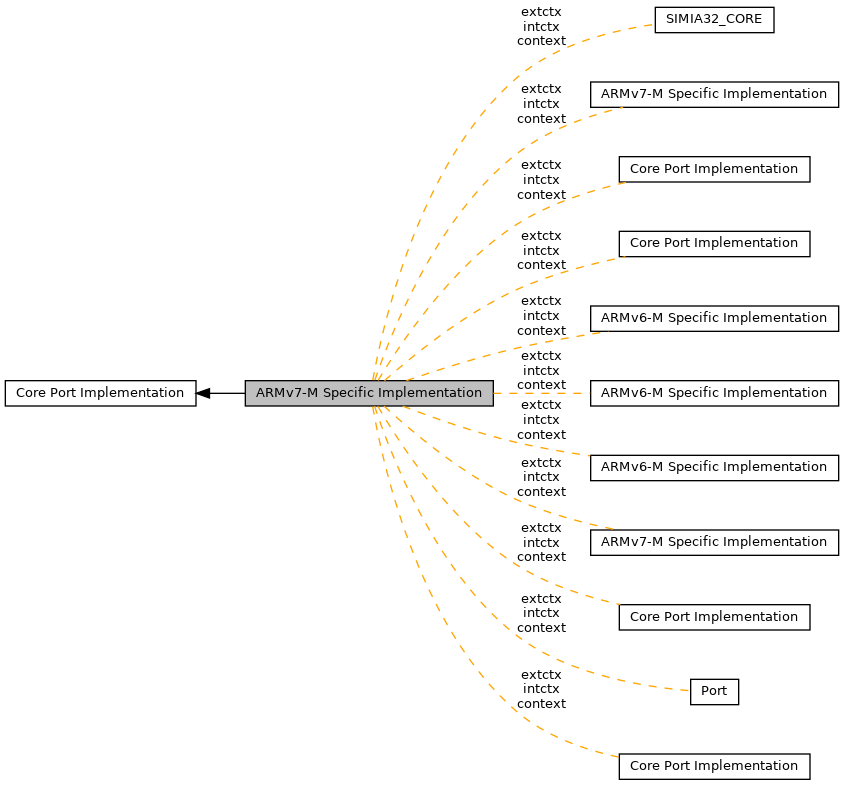 extctx
intctx
context
SIMIA32_CORE
extctx
intctx
context
ARMv7-M Specific Implementation
extctx
intctx
context
Core Port Implementation
extctx
intctx
context
Core Port Implementation
extctx
intctx
context
ARMv6-M Specific Implementation
extctx
intctx
context
Core Port Implementation
ARMv7-M Specific Implementation
ARMv6-M Specific Implementation
extctx
intctx
context
ARMv6-M Specific Implementation
extctx
intctx
context
ARMv7-M Specific Implementation
extctx
intctx
context
Core Port Implementation
extctx
intctx
context
Port
extctx
intctx
context
Core Port Implementation